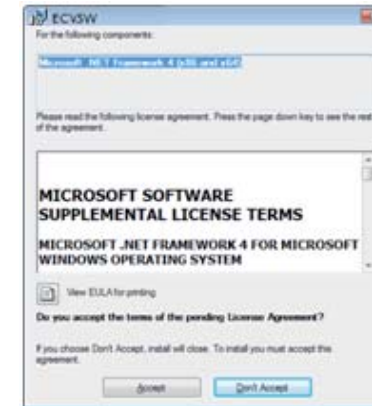 ECVSW
For the following components:
Microsoft .NET Framework 4 (x86 and x64)
Please read the following license agreement. Press the page down key to see the rest
of the agreement.
MICROSOFT SOFTWARE
SUPPLEMENTAL LICENSE TERMS
MICROSOFT .NET FRAMEWORK 4 FOR MICROSOFT
WINDOWS OPERATING SYSTEM
View EULA for printing
Do you accept the terms of the pending License Agreement?
If you choose Don't Accept, install will close. To install you must accept this
agreement.
Accept
Don't Accept